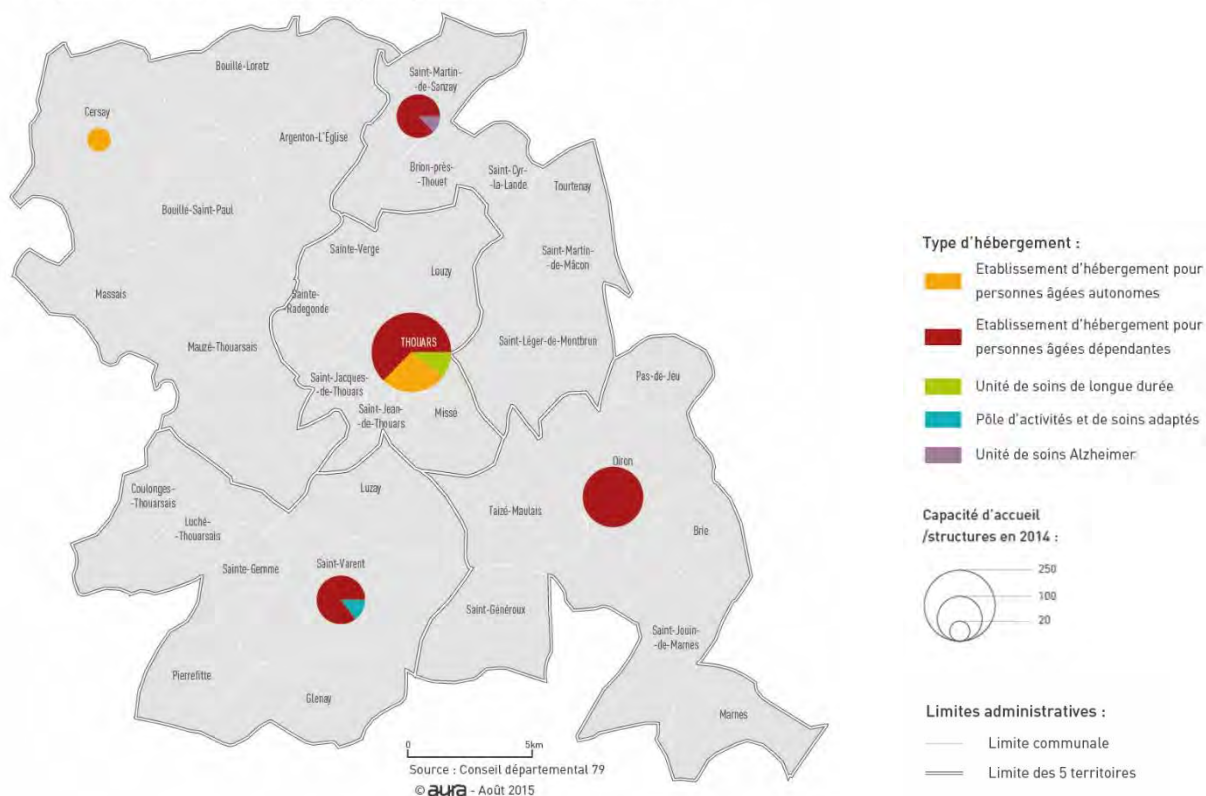 Bouillé-Loretz
Saint-Martin-
-de-Sanzay
Cersay
Argenton-L'Église
Brion-près-
-Thouet
Saint-Cyr-
-la-Lande
Tourtenay
Bouillé-Saint-Paul
Sainte-Verge
Louzy
Saint-Martin-
-de-Mâcon
Massais
Sainte-
-Radegonde
Mauzé-Thouarsais
THOUARS
Saint-Léger-de-Montbrun
Saint-Jacques-
-de-Thouars
Saint-Jean-
-de-Thouars
Missé
Pas-de-Jeu
Coulonges-
-Thouarsais
Luzay
Oiron
Luché-
-Thouarsais
Taizé-Maulais
Brie
Sainte-Gemme
Saint-Varent
Saint-Généroux
Saint-Jouin-
-de-Marnes
Pierrefitte
Glenay
Marnes
0 5km
Source : Conseil départemental 79
© aura - Août 2015
Type d'hébergement :
Etablissement d'hébergement pour
personnes âgées autonomes
Etablissement d'hébergement pour
personnes âgées dépendantes
Unité de soins de longue durée
Pôle d'activités et de soins adaptés
Unité de soins Alzheimer
Capacité d'accueil
/structures en 2014 :
250
100
20
Limites administratives :
Limite communale
Limite des 5 territoires